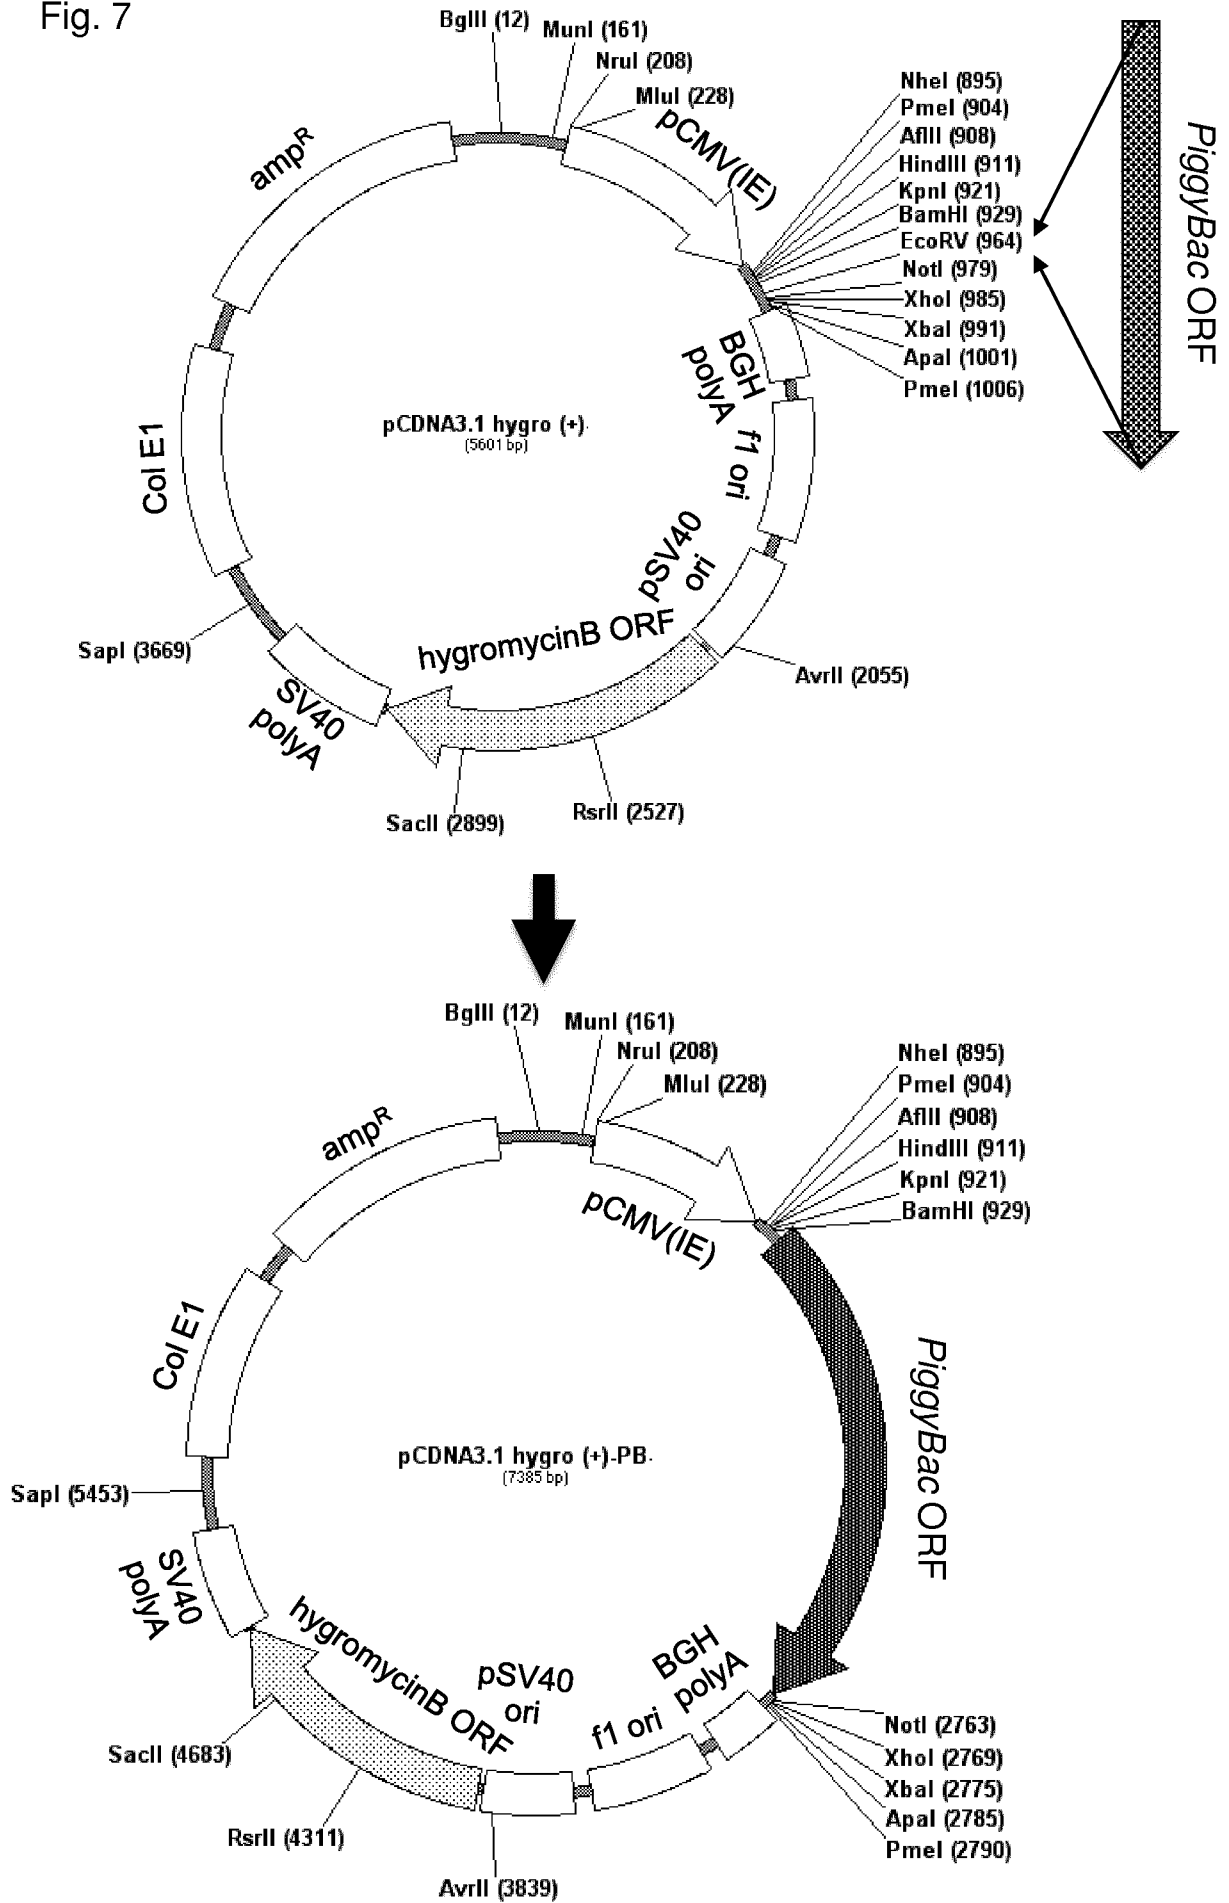 Fig. 7
BglII (12)
MunI (161)
NruI (208)
MluI (228)
pCMV(IE)
NheI (895)
PmeI (904)
AflII (908)
HindIII (911)
KpnI (921)
BamHI (929)
EcoRV (964)
NotI (979)
XhoI (985)
XbaI (991)
ApaI (1001)
PmeI (1006)
PiggyBac ORF
ampR
BGH
polyA
pCDNA3.1 hygro (+)
(5601 bp)
f1 ori
Col E1
pSV40
ori
hygromycinB ORF
SapI (3669)
AvrII (2055)
SV40
polyA
RsrII (2527)
SacII (2899)
BglII (12)
MunI (161)
NruI (208)
MluI (228)
NheI (895)
PmeI (904)
AflII (908)
HindIII (911)
KpnI (921)
BamHI (929)
ampR
pCMV(IE)
Col E1
PiggyBac ORF
pCDNA3.1 hygro (+)-PB
(7385 bp)
SapI (5453)
SV40
polyA
hygromycinB ORF
pSV40
ori
f1 ori
BGH
polyA
NotI (2763)
XhoI (2769)
XbaI (2775)
ApaI (2785)
PmeI (2790)
SacII (4683)
RsrII (4311)
AvrII (3839)